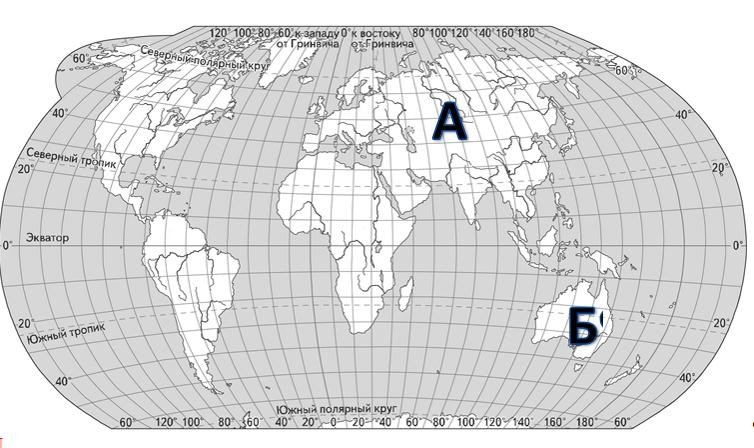 120° 100° 80° 60° к западу 0° к востоку 80° 100° 120° 140° 160° 180°
от Гринвича от Гринвича
Северный полярный круг
60° 60°
А
40° 40°
Северный тропик
20° 20°
Экватор
0° 0°
Б
20° 20°
Южный тропик
40° 40°
Южный полярный круг
60° 120° 100° 80° 60° 40° 20° 0° 20° 40° 60° 80° 100° 120° 140° 180° 60°